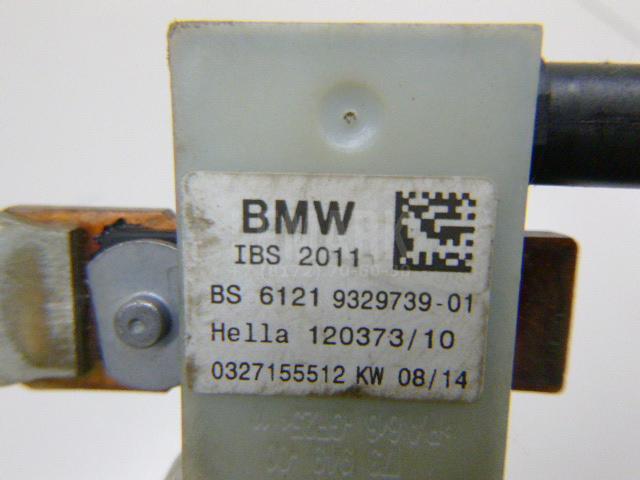 BMW
IBS 2011
BS 6121 9329739-01
Hella 120373/10
0327155512 KW 08/14